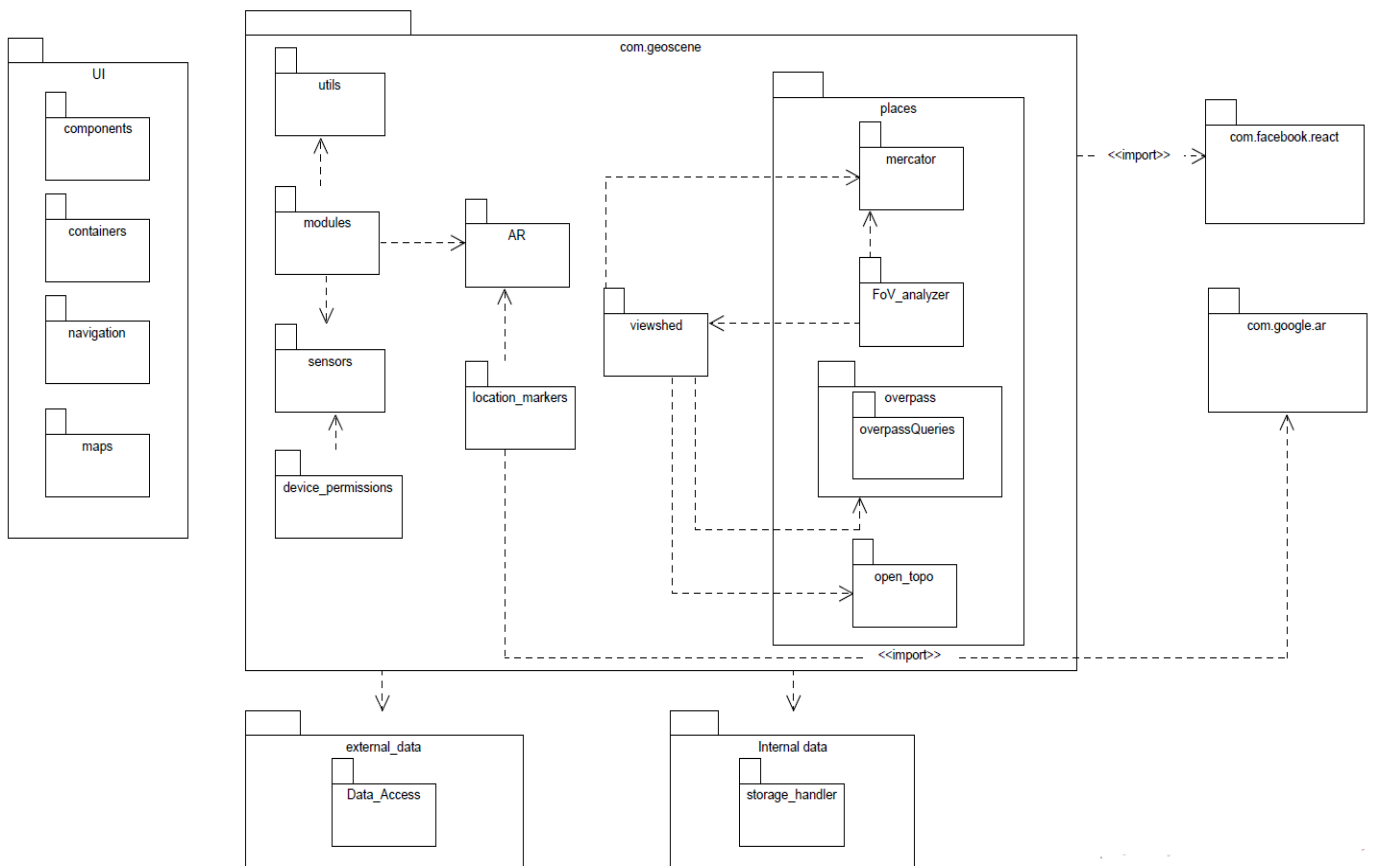 com.geoscene
UI
utils
places
components
com.facebook.react
mercator
<<import>>
modules
containers
AR
FoV_analyzer
navigation
viewshed
com.google.ar
sensors
location_markers
overpass
overpassQueries
maps
device_permissions
open_topo
<<import>>
external_data
Internal data
Data_Access
storage_handler